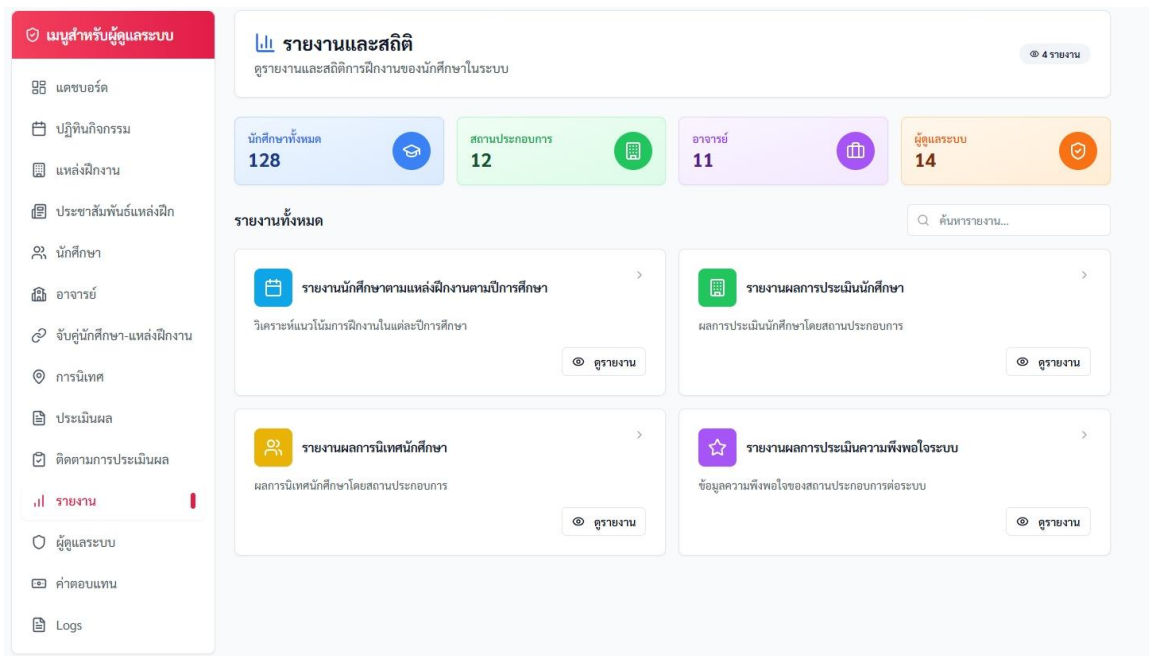 เมนูสำหรับผู้ดูแลระบบ
แดชบอร์ด
ปฏิทินกิจกรรม
แหล่งฝึกงาน
ประชาสัมพันธ์แหล่งฝึก
นักศึกษา
อาจารย์
จับคู่นักศึกษา-แหล่งฝึกงาน
การนิเทศ
ประเมินผล
ติดตามการประเมินผล
รายงาน
ผู้ดูแลระบบ
ค่าตอบแทน
Logs
รายงานและสถิติ
ดูรายงานและสถิติการฝึกงานของนักศึกษาในระบบ
4 รายงาน
นักศึกษาทั้งหมด
128
สถานประกอบการ
12
อาจารย์
11
ผู้ดูแลระบบ
14
รายงานทั้งหมด
ค้นหารายงาน...
รายงานนักศึกษาตามแหล่งฝึกงานตามปีการศึกษา
วิเคราะห์แนวโน้มการฝึกงานในแต่ละปีการศึกษา
ดูรายงาน
รายงานผลการประเมินนักศึกษา
ผลการประเมินนักศึกษาโดยสถานประกอบการ
ดูรายงาน
รายงานผลการนิเทศนักศึกษา
ผลการนิเทศนักศึกษาโดยสถานประกอบการ
ดูรายงาน
รายงานผลการประเมินความพึงพอใจระบบ
ข้อมูลความพึงพอใจของสถานประกอบการต่อระบบ
ดูรายงาน